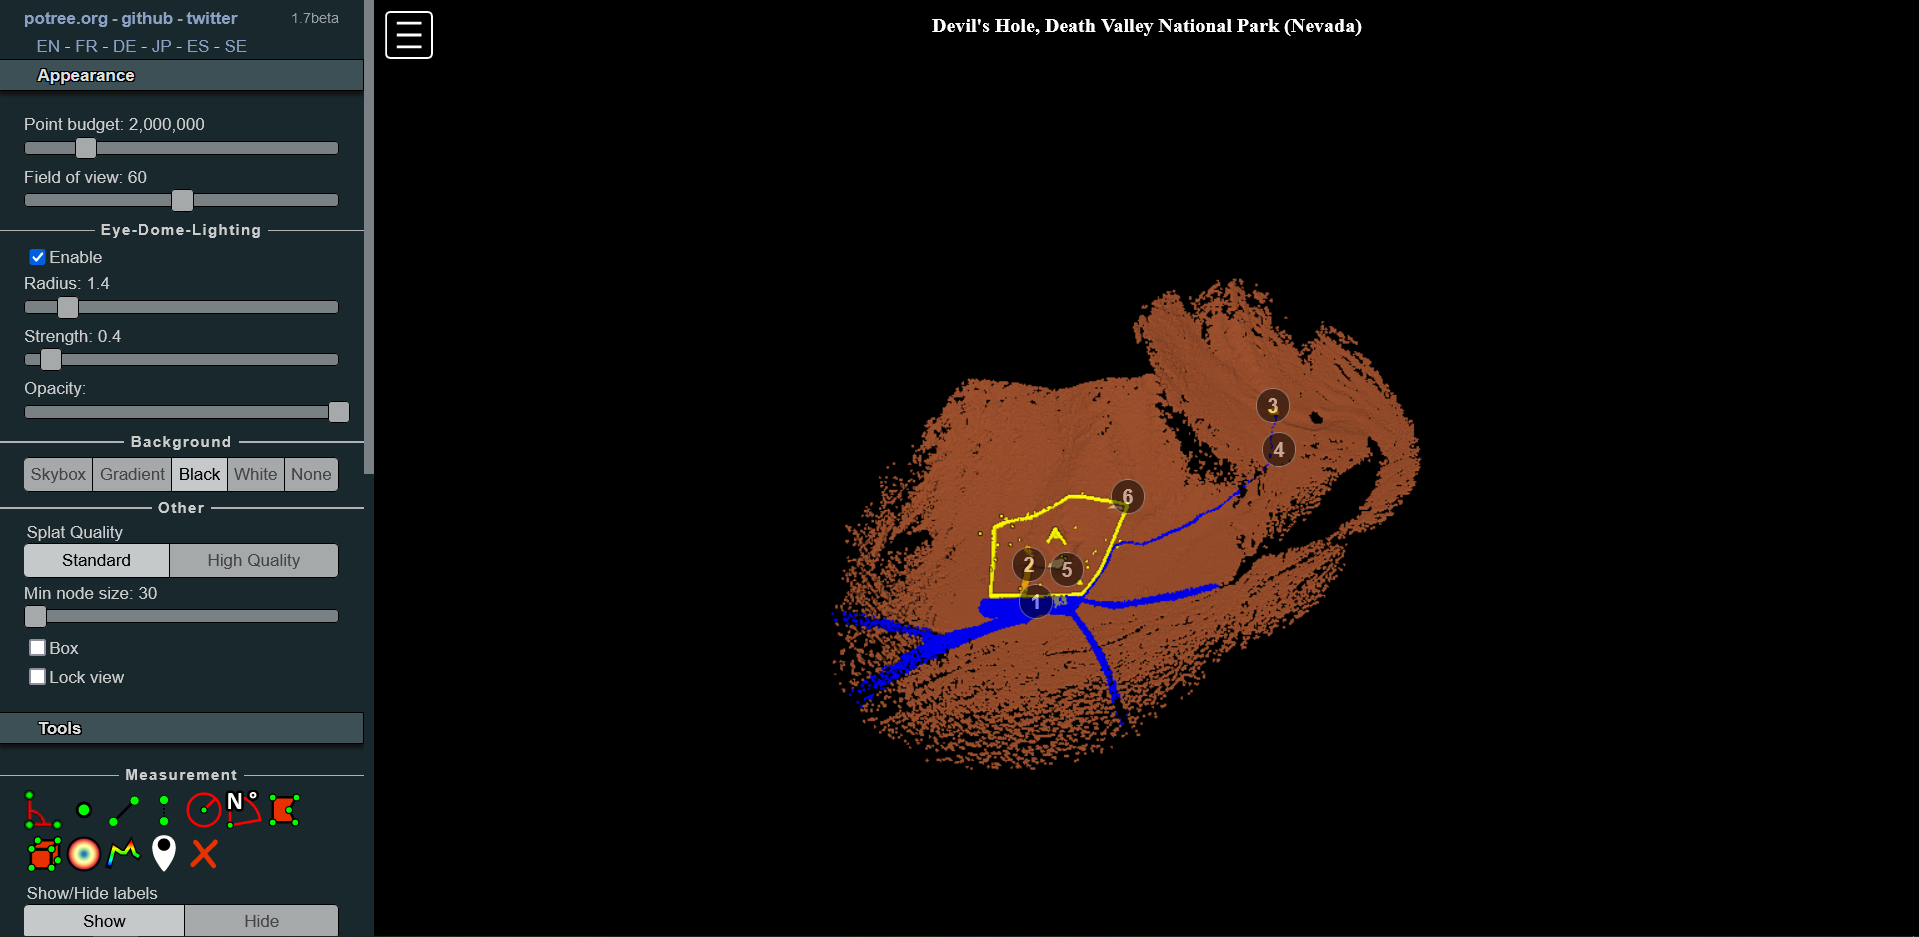 potree.org - github - twitter 1.7beta
EN - FR - DE - JP - ES - SE
Appearance
Point budget: 2,000,000
Field of view: 60
Eye-Dome-Lighting
Enable
Radius: 1.4
Strength: 0.4
Opacity:
Background
Skybox Gradient Black White None
Other
Splat Quality
Standard High Quality
Min node size: 30
Box
Lock view
Tools
Measurement
N °
Show/Hide labels
Show Hide
Devil's Hole, Death Valley National Park (Nevada)
3
4
6
2
5
1